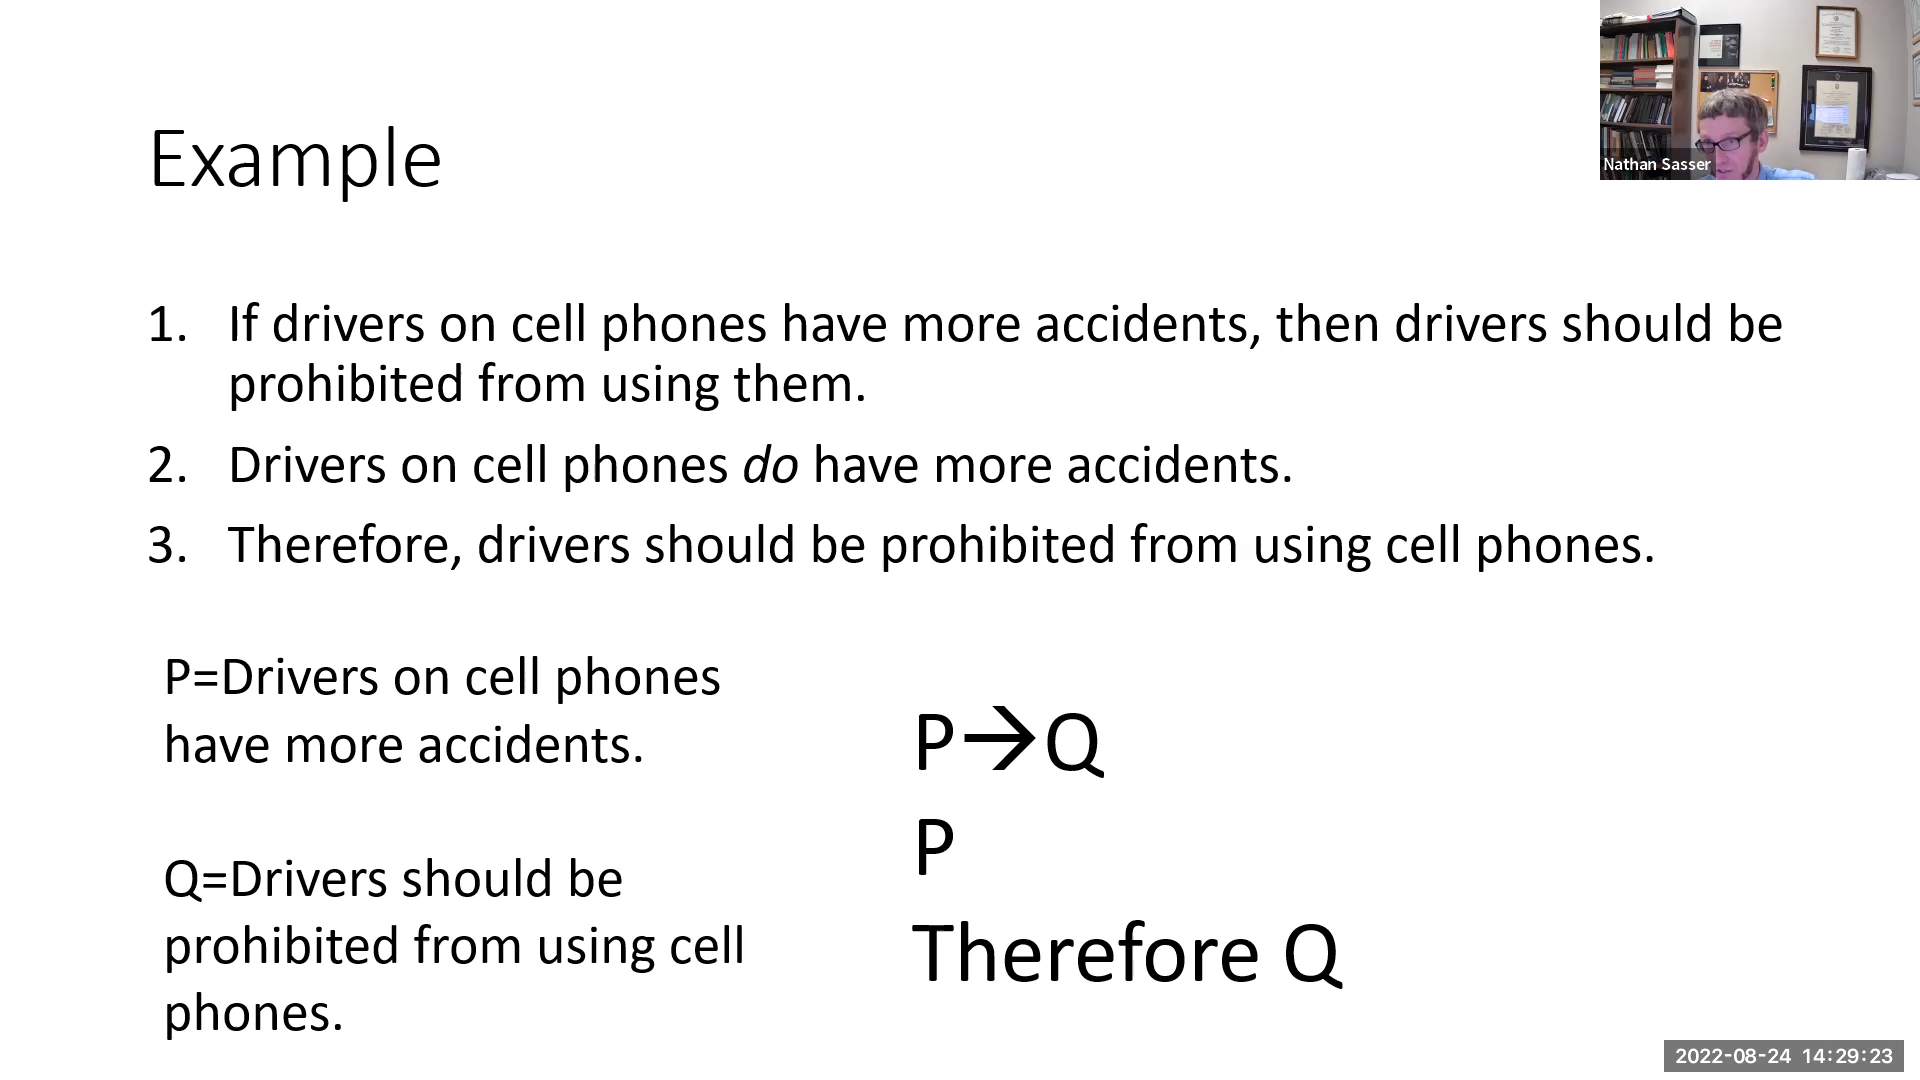 Example
Nathan Sasser
1. If drivers on cell phones have more accidents, then drivers should be
prohibited from using them.
2. Drivers on cell phones do have more accidents.
3. Therefore, drivers should be prohibited from using cell phones.
P=Drivers on cell phones
have more accidents.
Q=Drivers should be
prohibited from using cell
phones.
P→Q
P
Therefore Q
2022-08-24 14:29:23